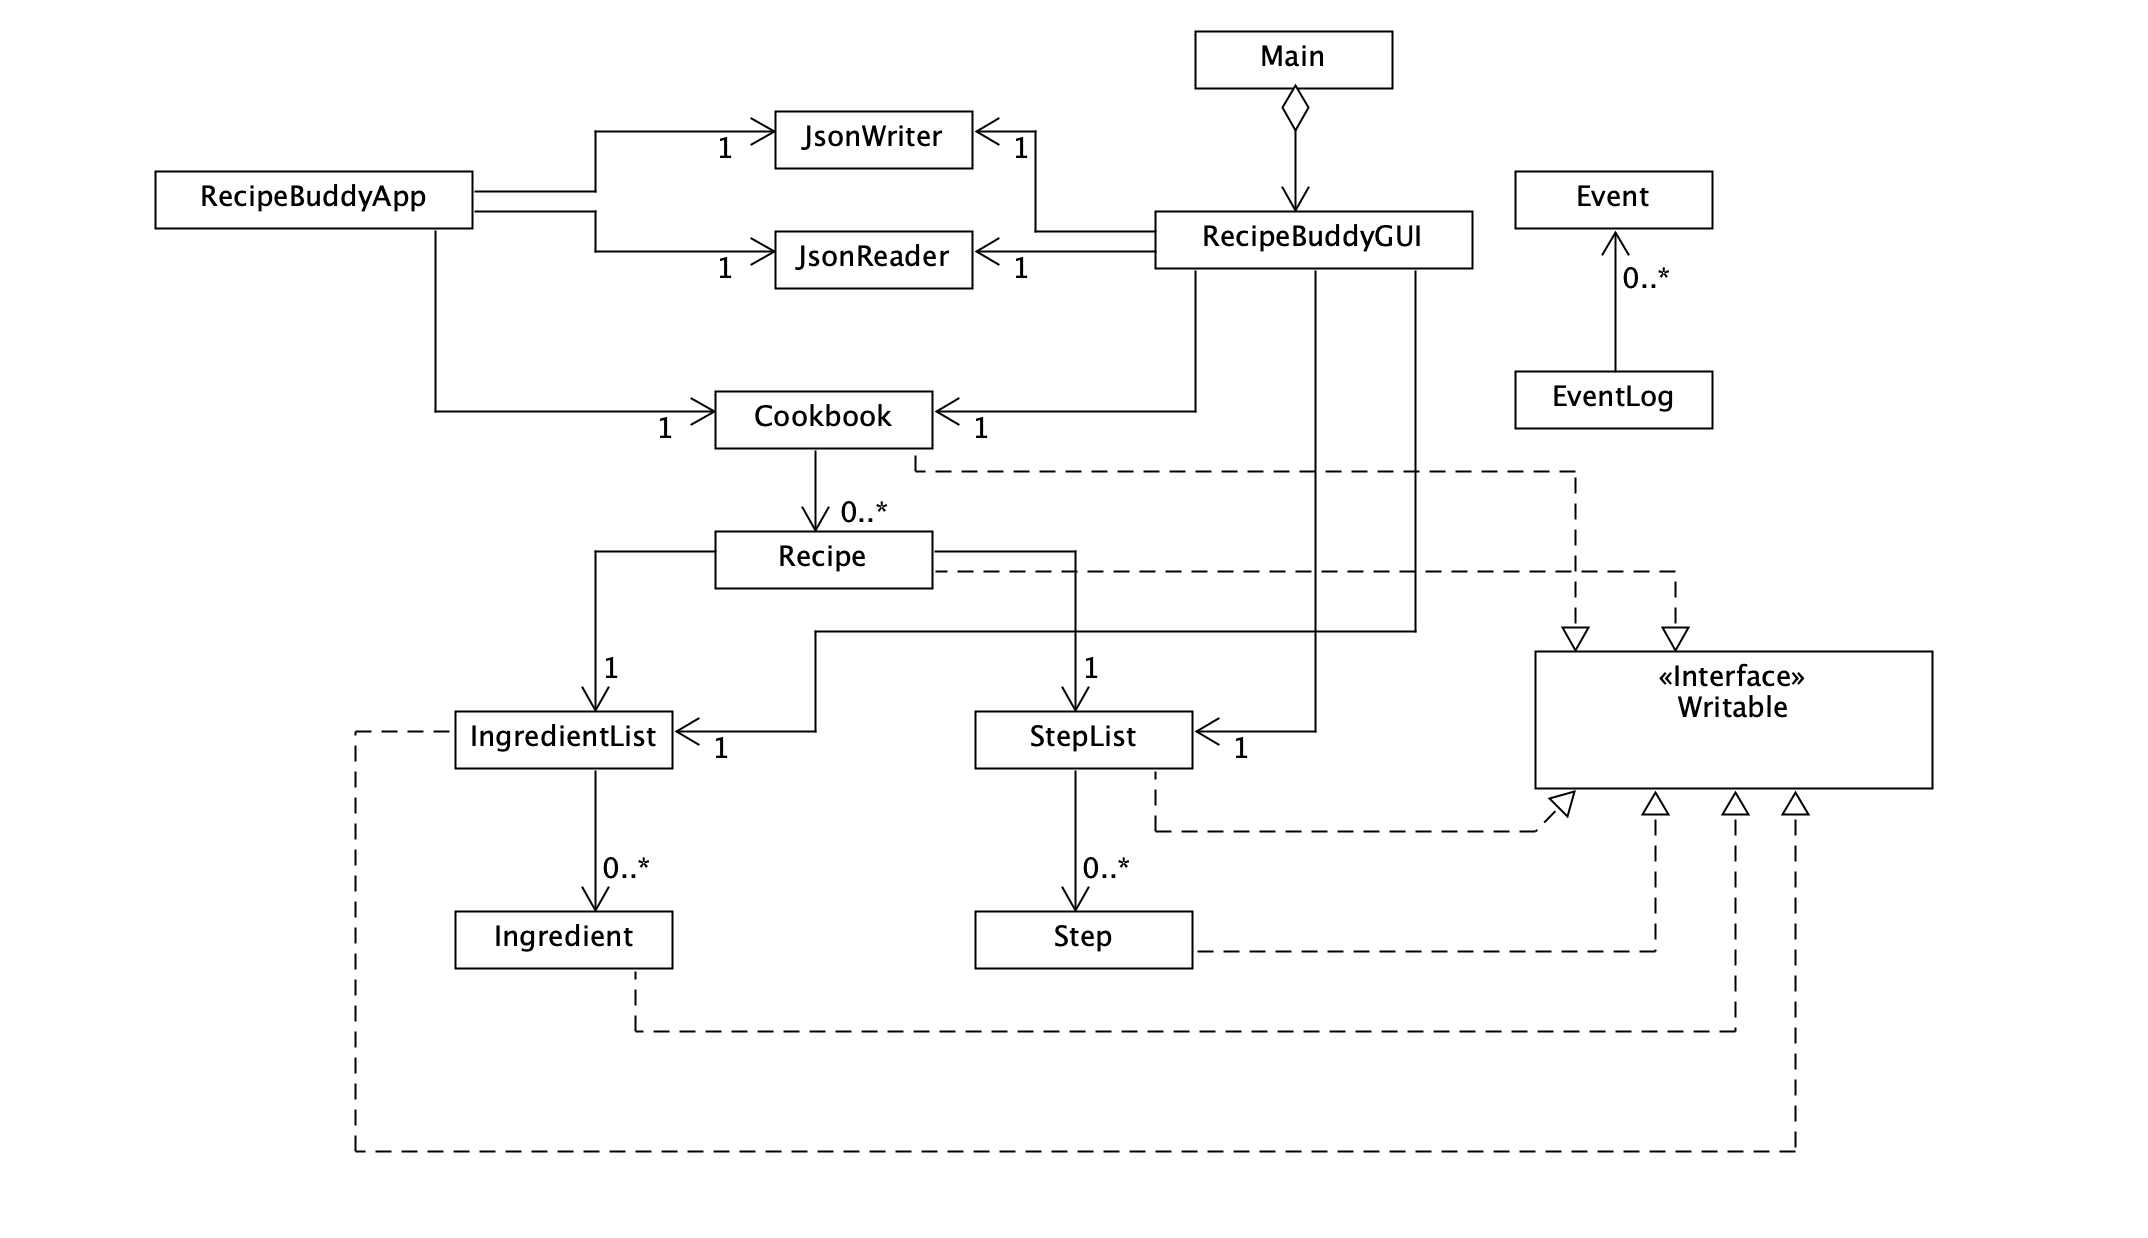 Main
JsonWriter
1
1
RecipeBuddyApp
Event
RecipeBuddyGUI
JsonReader
1
1
0..*
EventLog
Cookbook
1
1
0..*
Recipe
1
1
«Interface»
Writable
IngredientList
1
StepList
1
0..*
0..*
Ingredient
Step